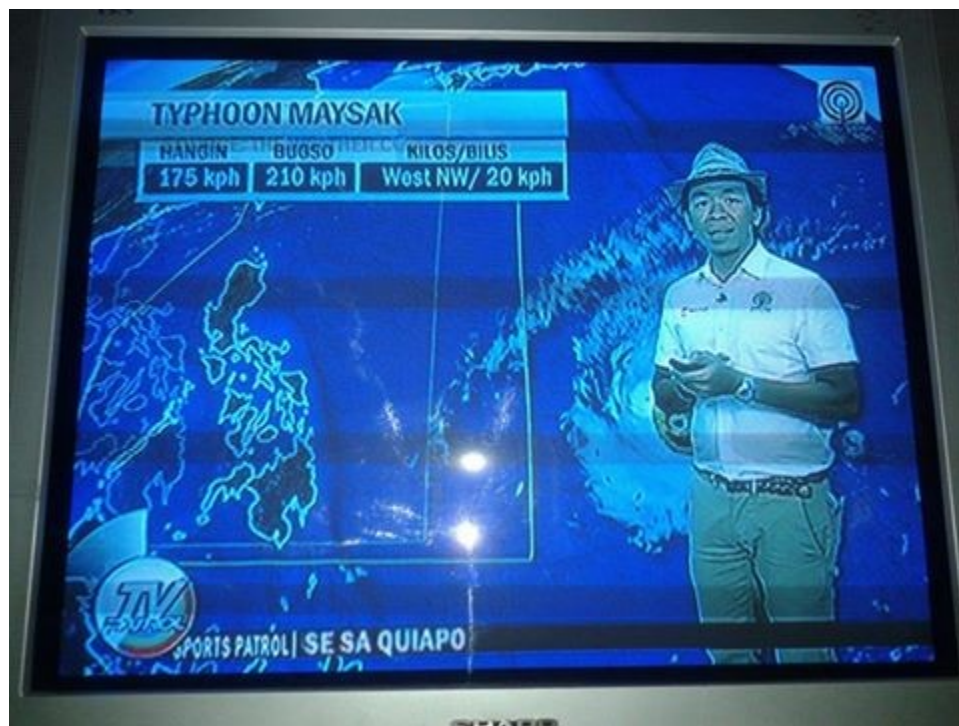 TYPHOON MAYSAK
HANGIN BUGSO KILOS/BILIS
175 kph 210 kph West NW/ 20 kph
TV
PATROL
SPORTS PATROL| SE SA QUIAPO